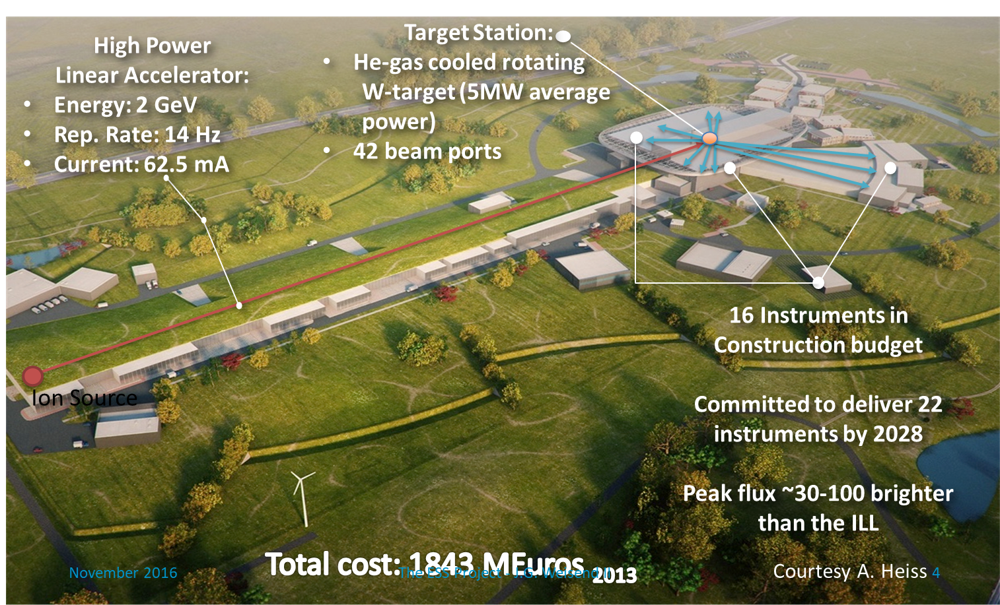 High Power
Linear Accelerator:
• Energy: 2 GeV
• Rep. Rate: 14 Hz
• Current: 62.5 mA
Target Station:
• He-gas cooled rotating
W-target (5MW average
power)
• 42 beam ports
Ion Source
16 Instruments in
Construction budget
Committed to deliver 22
instruments by 2028
Peak flux ~30-100 brighter
than the ILL
Total cost: 1843 MEuros 2013
November 2016
The ESS Project - J.G. Weisend II
Courtesy A. Heiss
4